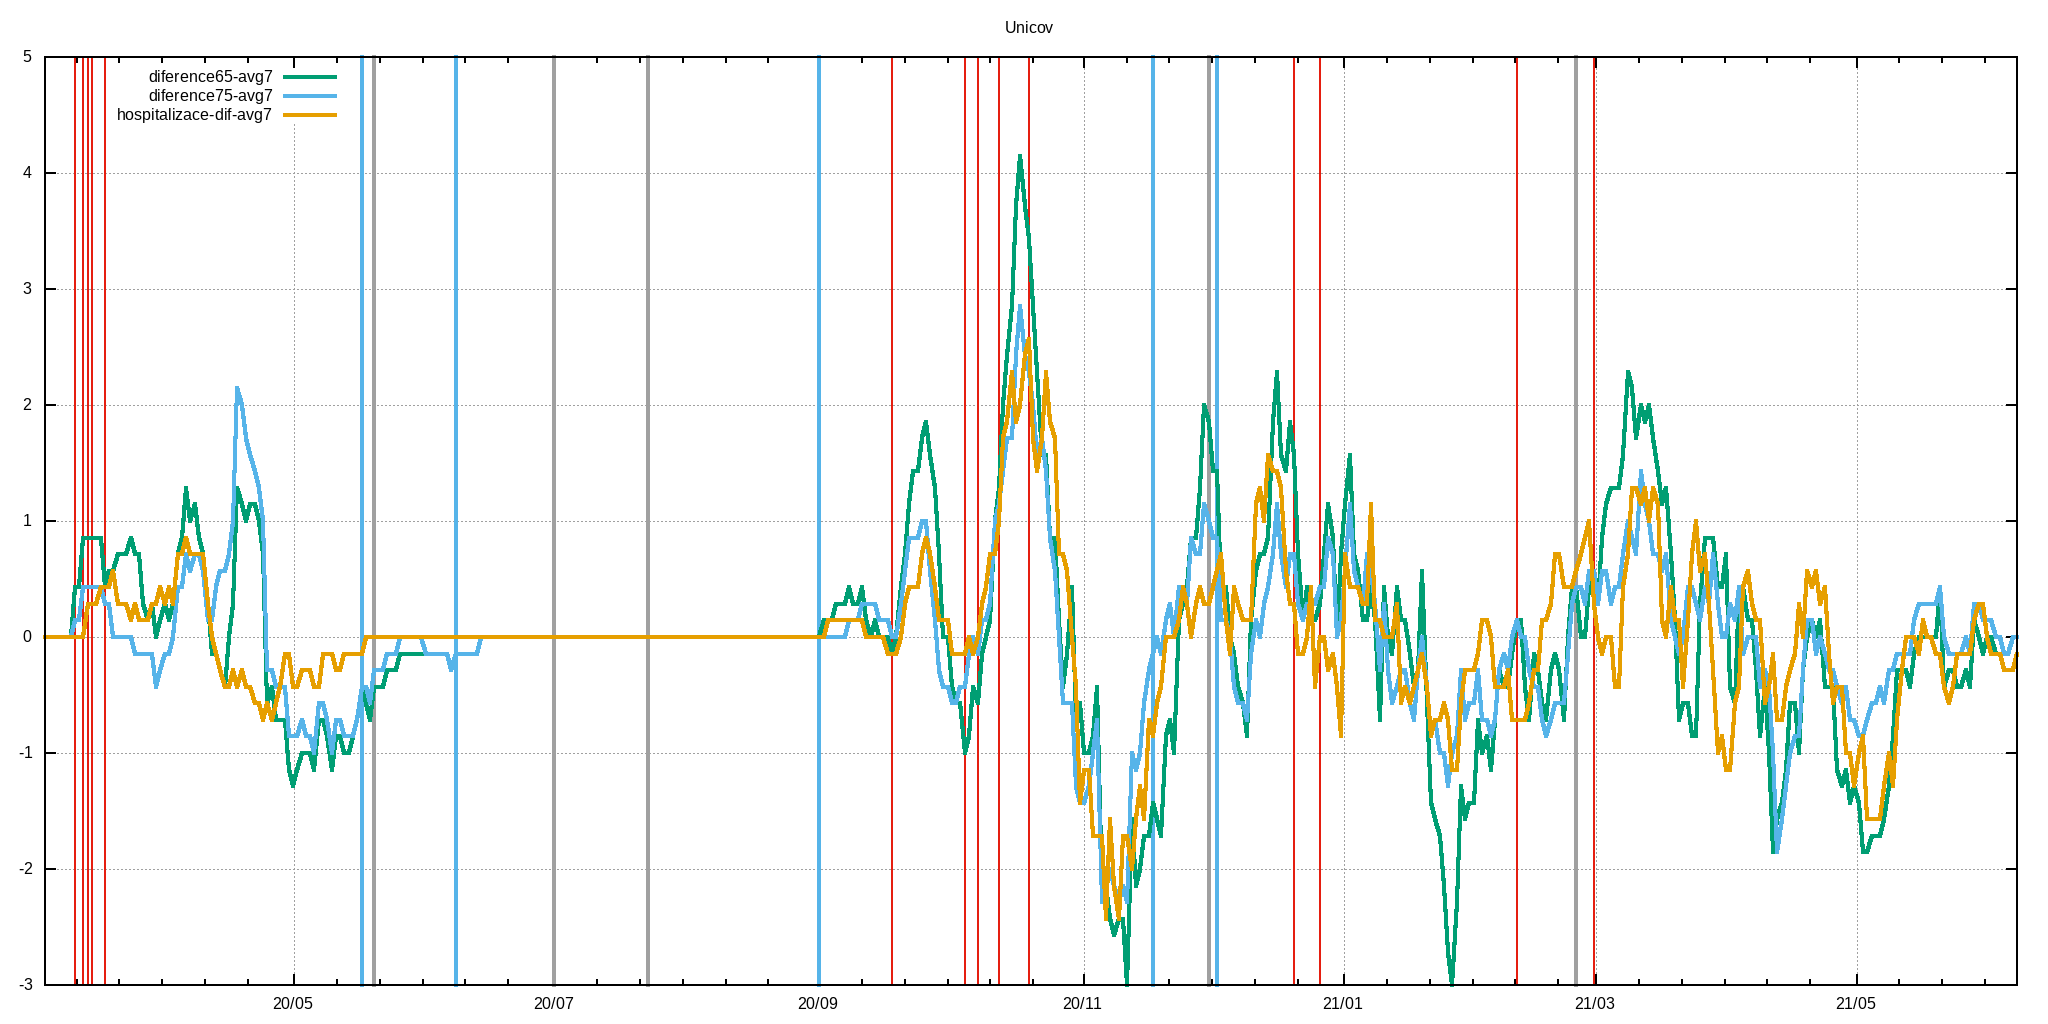 Unicov
diference65-avg7
diference75-avg7
hospitalizace-dif-avg7
5
4
3
2
1
0
-1
-2
-3
20/05 20/07 20/09 20/11 21/01 21/03 21/05